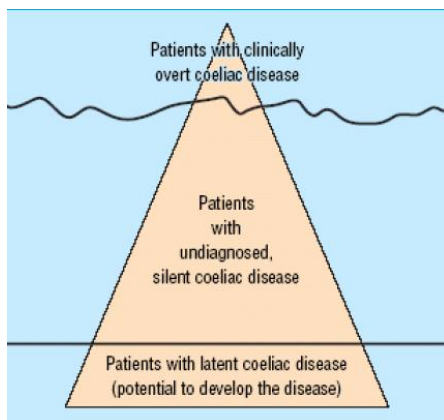 Patients with clinically
overt coeliac disease
Patients
with
undiagnosed,
silent coeliac disease
Patients with latent coeliac disease
(potential to develop the disease)